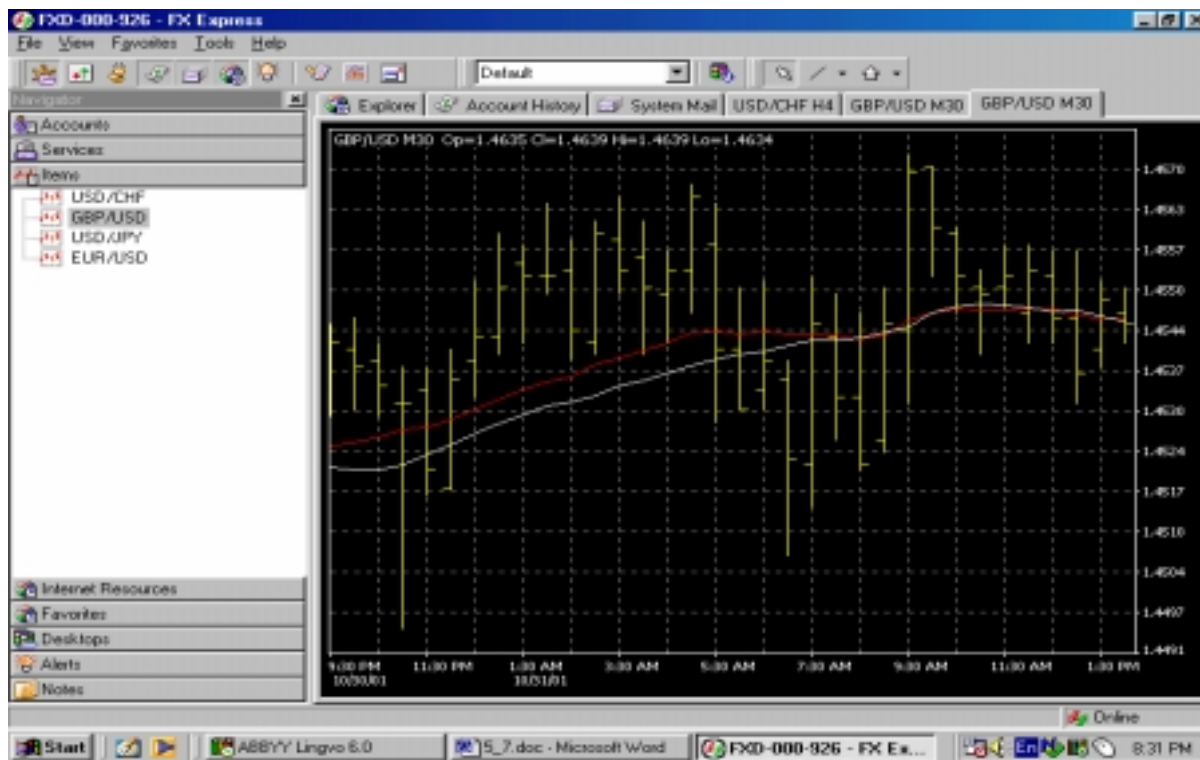 FXD-000-926 - FX Express
File View Favorites Tools Help
Default
Navigator
Accounts
Services
Items
USD/CHF
GBP/USD
USD/JPY
EUR/USD
Internet Resources
Favorites
Desktops
Alerts
Notes
Explorer Account History System Mail USD/CHF H4 GBP/USD M30 GBP/USD M30
GBP/USD M30 Op=1.4635 Cl=1.4639 Hi=1.4639 Lo=1.4634
1.4570
1.4563
1.4557
1.4550
1.4544
1.4537
1.4530
1.4524
1.4517
1.4510
1.4504
1.4497
1.4491
9:00 PM 11:00 PM 1:00 AM 3:00 AM 5:00 AM 7:00 AM 9:00 AM 11:00 AM 1:00 PM
10/30/01 10/31/01
Online
Start ABBYY Lingvo 6.0 5_7.doc - Microsoft Word FXD-000-926 - FX Ex... En 8:31 PM